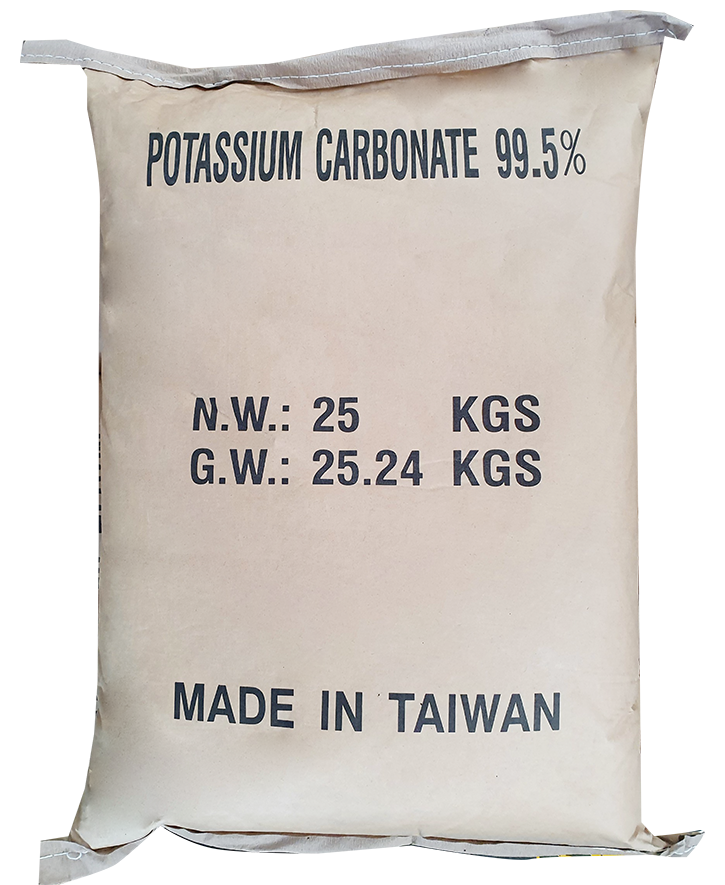 POTASSIUM CARBONATE 99.5%
N.W.: 25 KGS
G.W.: 25.24 KGS
MADE IN TAIWAN